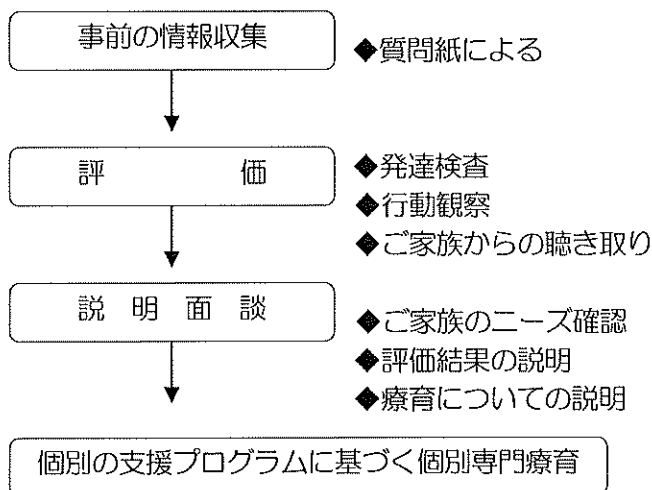 事前の情報収集
◆質問紙による
評価
◆発達検査
◆行動観察
◆ご家族からの聴き取り
説明面談
◆ご家族のニーズ確認
◆評価結果の説明
◆療育についての説明
個別の支援プログラムに基づく個別専門療育